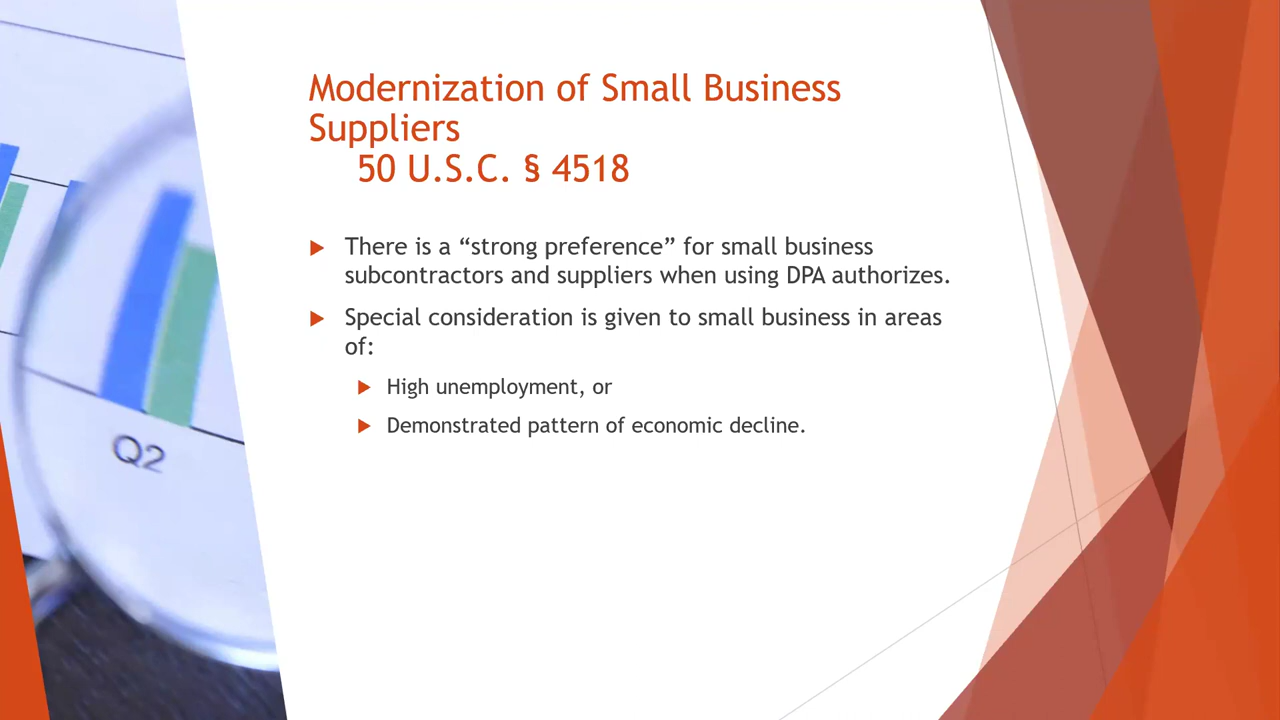 Modernization of Small Business
Suppliers
50 U.S.C. § 4518
There is a “strong preference” for small business
subcontractors and suppliers when using DPA authorizes.
Special consideration is given to small business in areas
of:
High unemployment, or
Demonstrated pattern of economic decline.
Q2